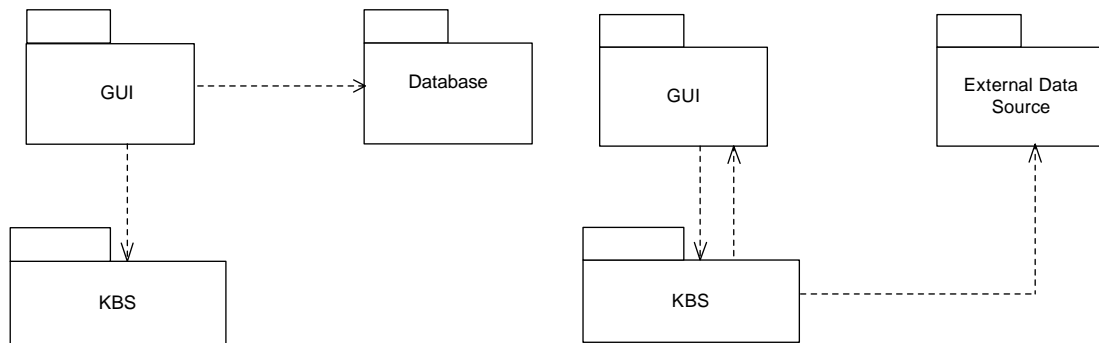 GUI
Database
KBS
GUI
External Data
Source
KBS